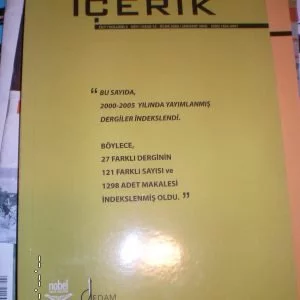 İÇERİK
“ BU SAYIDA,
2000-2005 YILINDA YAYIMLANMIŞ
DERGİLER İNDEKSLENDİ.
BÖYLECE,
27 FARKLI DERGİNİN
121 FARKLI SAYISI ve
1298 ADET MAKALESİ
İNDEKSLENMİŞ OLDU. ”
nobel
DEDAM